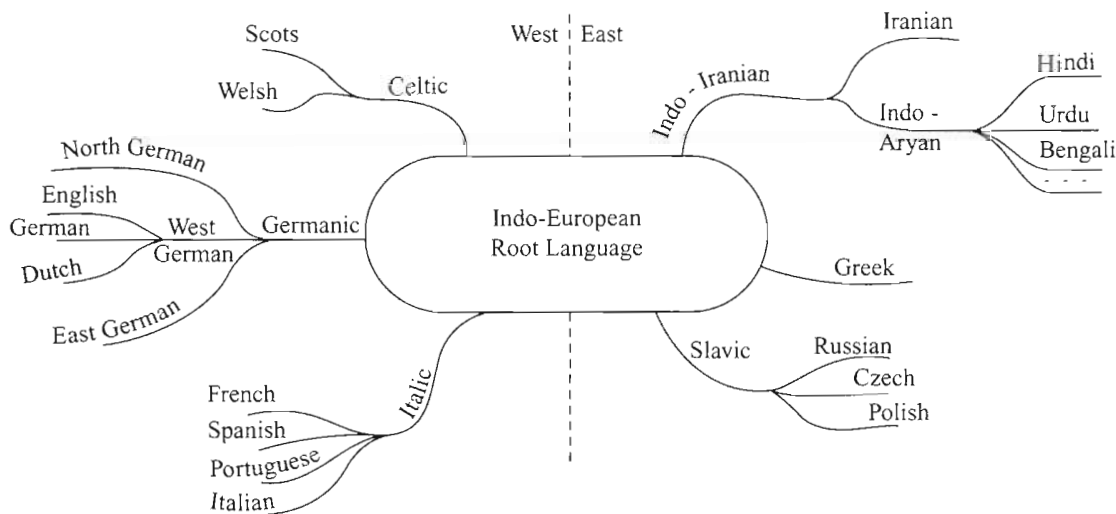 Scots
Welsh
Celtic
West
East
Indo - Iranian
Iranian
Indo -
Aryan
Hindi
Urdu
Bengali
- - -
North German
English
German
Dutch
West
German
East German
Germanic
Indo-European
Root Language
Greek
Slavic
Russian
Czech
Polish
Italic
French
Spanish
Portuguese
Italian